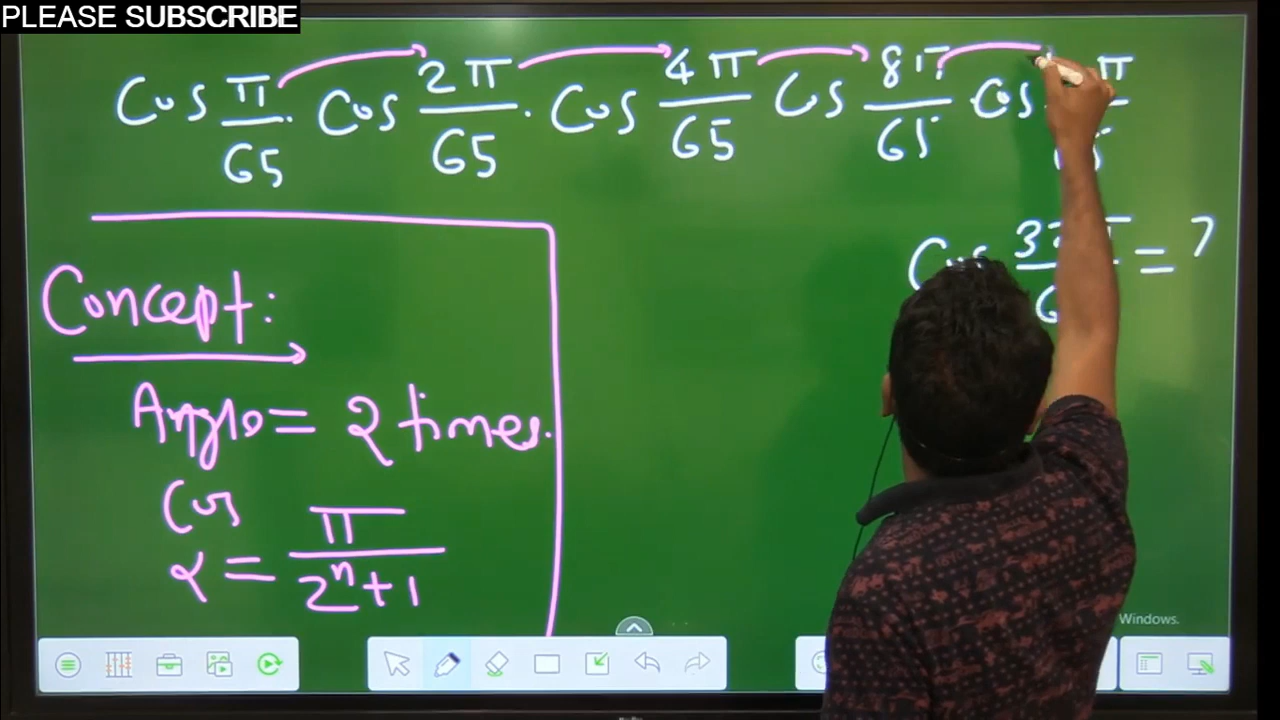 PLEASE SUBSCRIBE
Cos π/65 . Cos 2π/65 . Cos 4π/65 Cos 8π/65 . Cos π
Cos = ?
Concept:
Angle = 2 times.
Cos
α = π/2ⁿ+1
Windows.